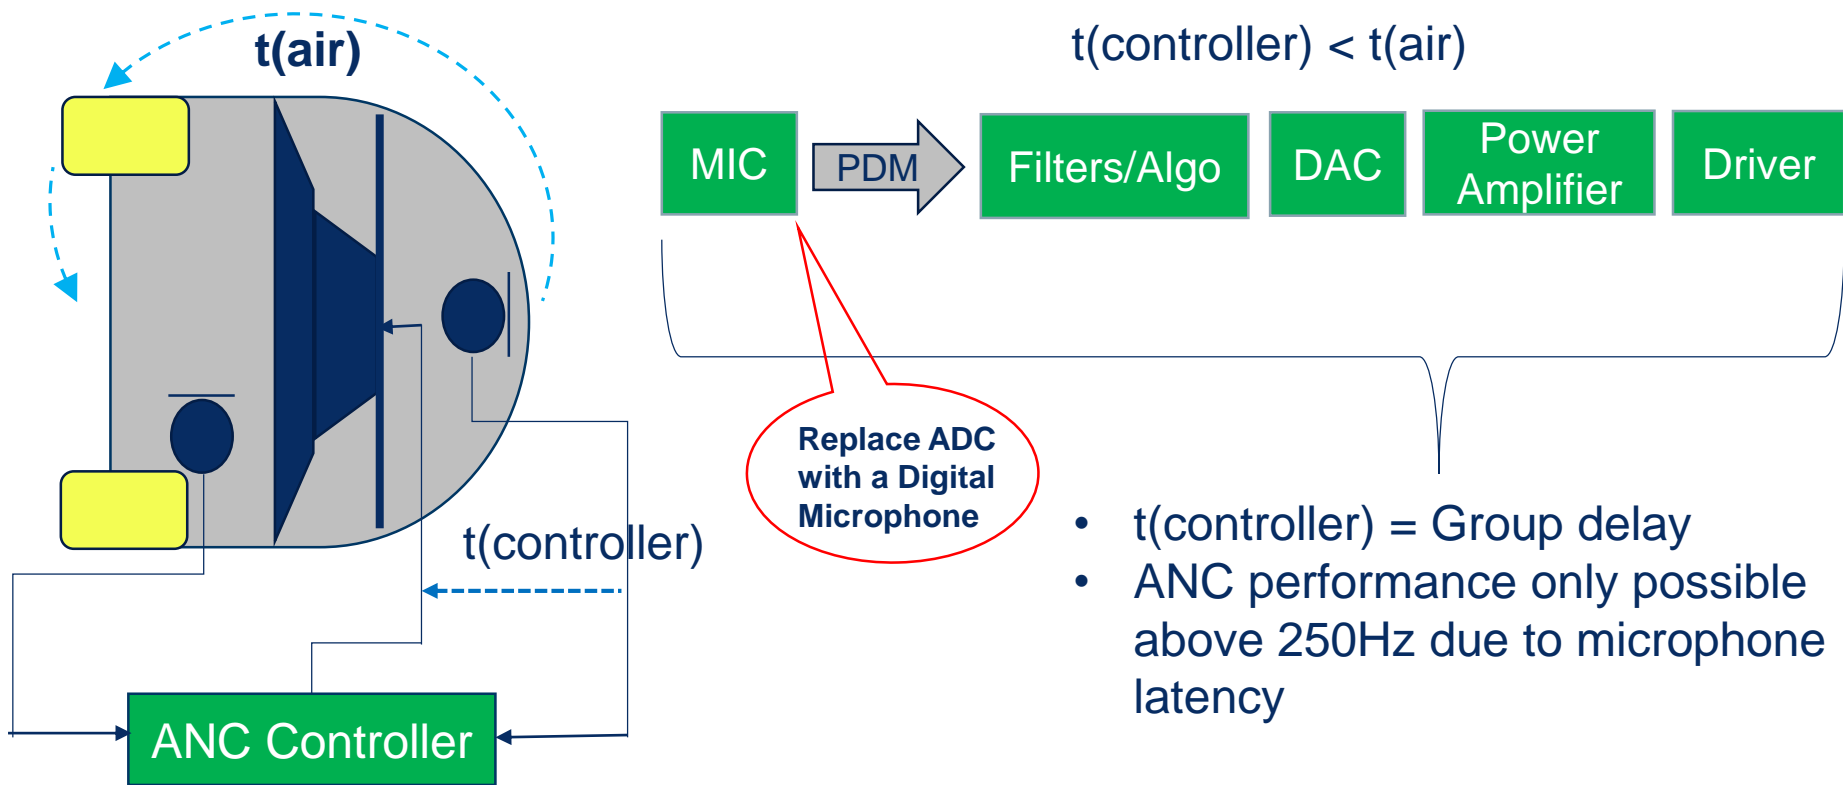 t(air)
t(controller) < t(air)
MIC
PDM
Filters/Algo
DAC
Power
Amplifier
Driver
Replace ADC
with a Digital
Microphone
t(controller)
• t(controller) = Group delay
• ANC performance only possible
above 250Hz due to microphone
latency
ANC Controller